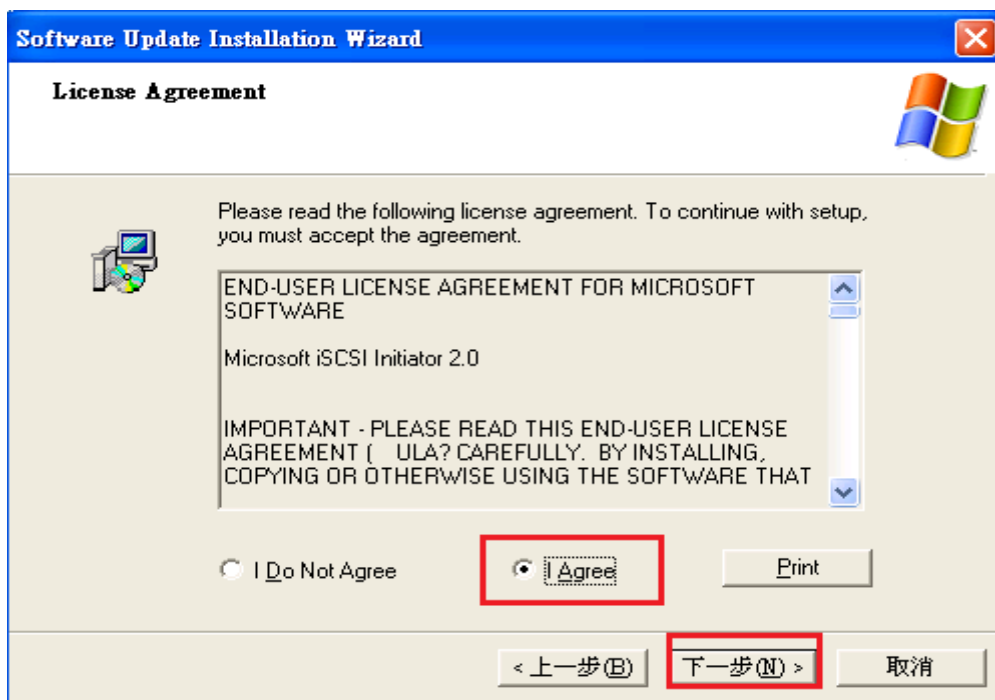 Software Update Installation Wizard
License Agreement
Please read the following license agreement. To continue with setup,
you must accept the agreement.
END-USER LICENSE AGREEMENT FOR MICROSOFT
SOFTWARE
Microsoft iSCSI Initiator 2.0
IMPORTANT - PLEASE READ THIS END-USER LICENSE
AGREEMENT (   ULA? CAREFULLY.  BY INSTALLING,
COPYING OR OTHERWISE USING THE SOFTWARE THAT
I Do Not Agree
I Agree
Print
< 上一步(B)
下一步(N) >
取消